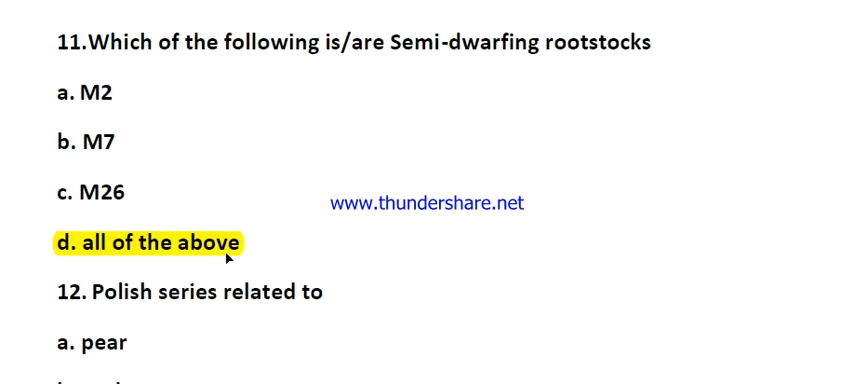 11.Which of the following is/are Semi-dwarfing rootstocks
a. M2
b. M7
c. M26
www.thundershare.net
d. all of the above
12. Polish series related to
a. pear